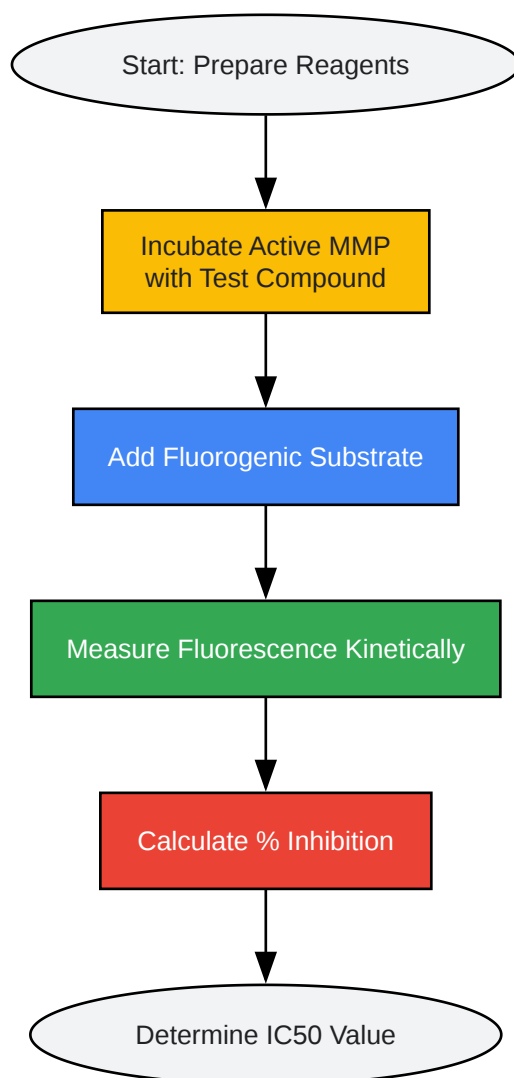 Start: Prepare Reagents
Incubate Active MMP
with Test Compound
Add Fluorogenic Substrate
Measure Fluorescence Kinetically
Calculate % Inhibition
Determine IC50 Value